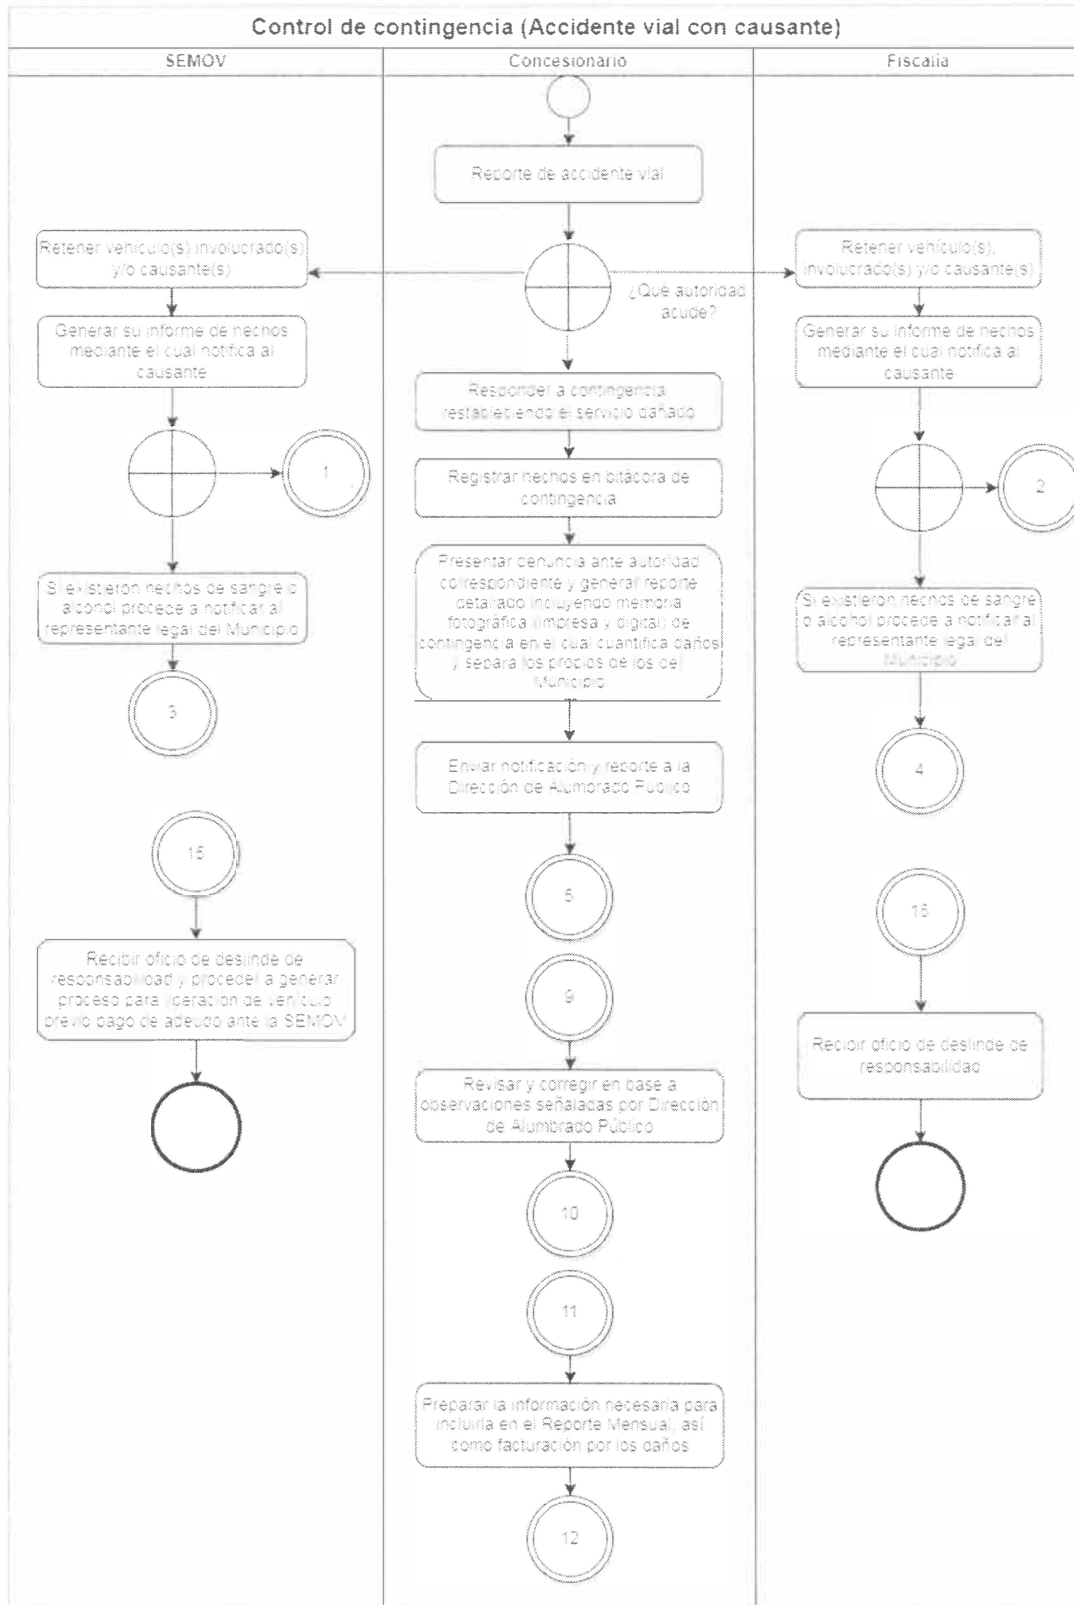 Control de contingencia (Accidente vial con causante)
SEMOV
Concesionario
Fiscalía
Reporte de accidente vial
Retener vehículo(s) involucrado(s)
y/o causante(s)
¿Qué autoridad
acude?
Retener vehículo(s),
involucrado(s) y/o causante(s)
Generar su informe de hechos
mediante el cual notifica al
causante
Generar su informe de hechos
mediante el cual notifica al
causante
Responder a contingencia
restableciendo el servicio dañado
1
Registrar hechos en bitácora de
contingencia
2
Presentar denuncia ante autoridad
correspondiente y generar reporte
detallado incluyendo memoria
fotográfica (impresa y digital) de
contingencia en el cual cuantifica daños
y separa los propios de los del
Municipio
Si existieron hechos de sangre o
alcohol procede a notificar al
representante legal del Municipio
Si existieron hechos de sangre
o alcohol procede a notificar al
representante legal del
Municipio
3
Enviar notificación y reporte a la
Dirección de Alumbrado Público
4
15
5
15
Recibir oficio de deslinde de
responsabilidad y proceder a generar
proceso para liberación de vehículo
previo pago de adeudo ante la SEMOV
9
Recibir oficio de deslinde de
responsabilidad
Revisar y corregir en base a
observaciones señaladas por Dirección
de Alumbrado Público
10
11
Preparar la información necesaria para
incluirla en el Reporte Mensual, así
como facturación por los daños
12